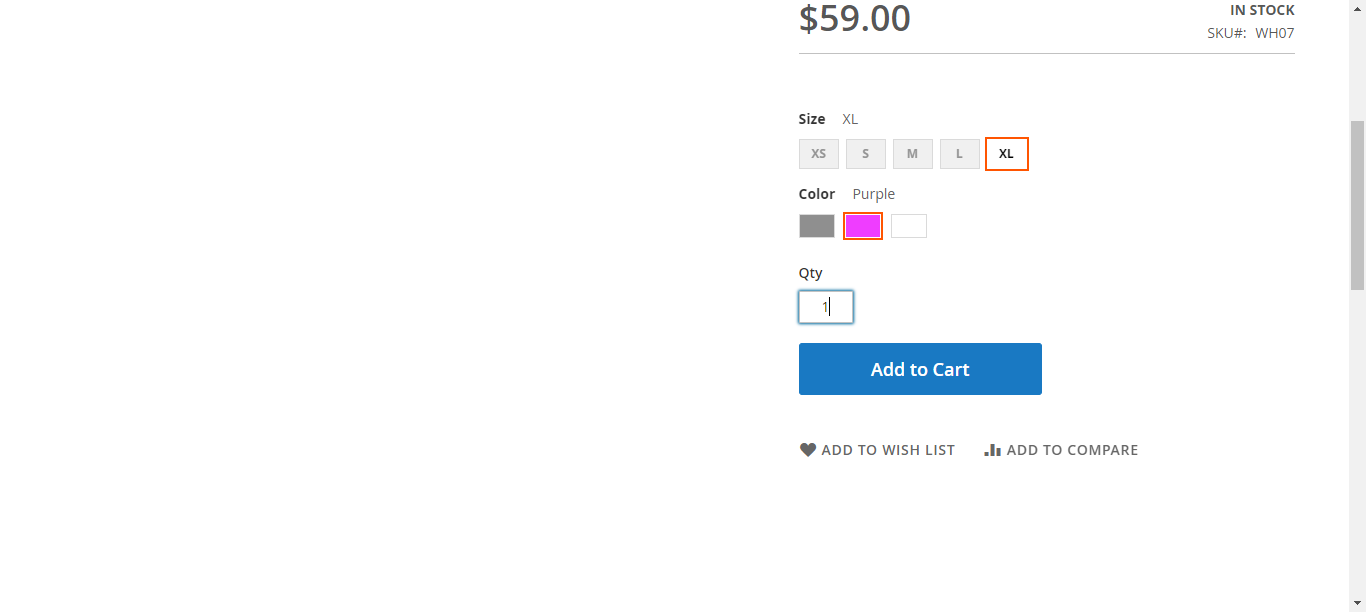 $59.00
IN STOCK
SKU#: WH07
Size XL
XS S M L XL
Color Purple
Qty
1
Add to Cart
ADD TO WISH LIST ADD TO COMPARE